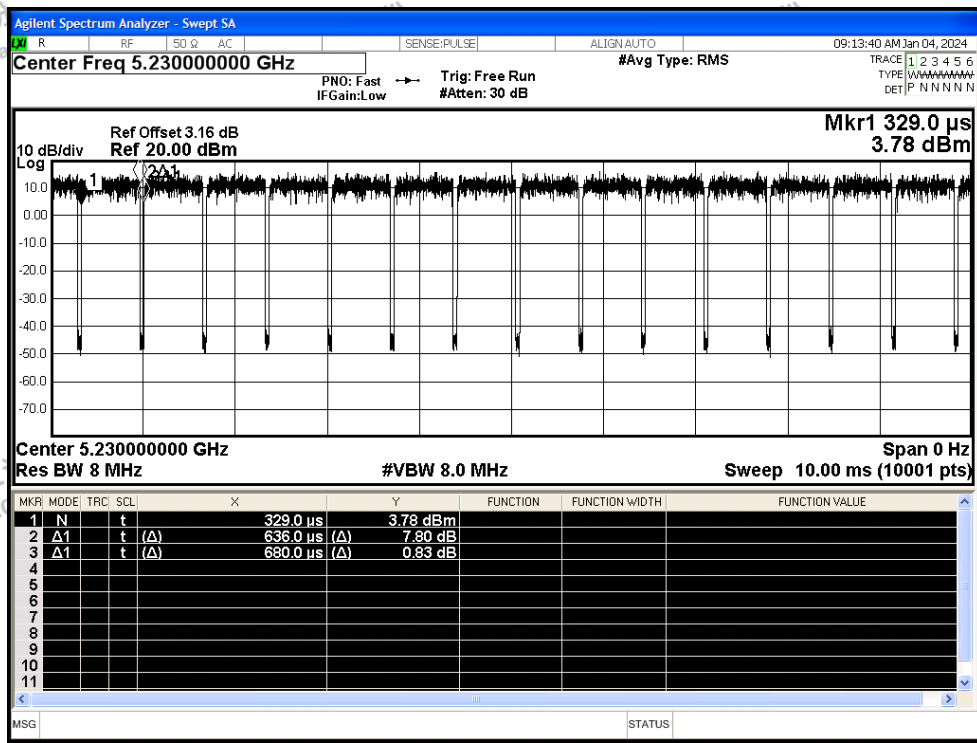 Agilent Spectrum Analyzer - Swept SA
LXI R RF 50 Ω AC SENSE:PULSE ALIGN AUTO 09:13:40 AM Jan 04, 2024
Center Freq 5.230000000 GHz
PNO: Fast
IFGain:Low
Trig: Free Run
#Atten: 30 dB
#Avg Type: RMS
TRACE 1 2 3 4 5 6
TYPE
DET P N N N N N
Mkr1 329.0 µs
3.78 dBm
Ref Offset 3.16 dB
10 dB/div Ref 20.00 dBm
Log
1 2Δ1
10.0
0.00
-10.0
-20.0
-30.0
-40.0
-50.0
-60.0
-70.0
Center 5.230000000 GHz Span 0 Hz
Res BW 8 MHz #VBW 8.0 MHz Sweep 10.00 ms (10001 pts)
MKR MODE TRC SCL X Y FUNCTION FUNCTION WIDTH FUNCTION VALUE
1 N t 329.0 µs 3.78 dBm
2 Δ1 t (Δ) 636.0 µs (Δ) 7.80 dB
3 Δ1 t (Δ) 680.0 µs (Δ) 0.83 dB
4
5
6
7
8
9
10
11
MSG STATUS